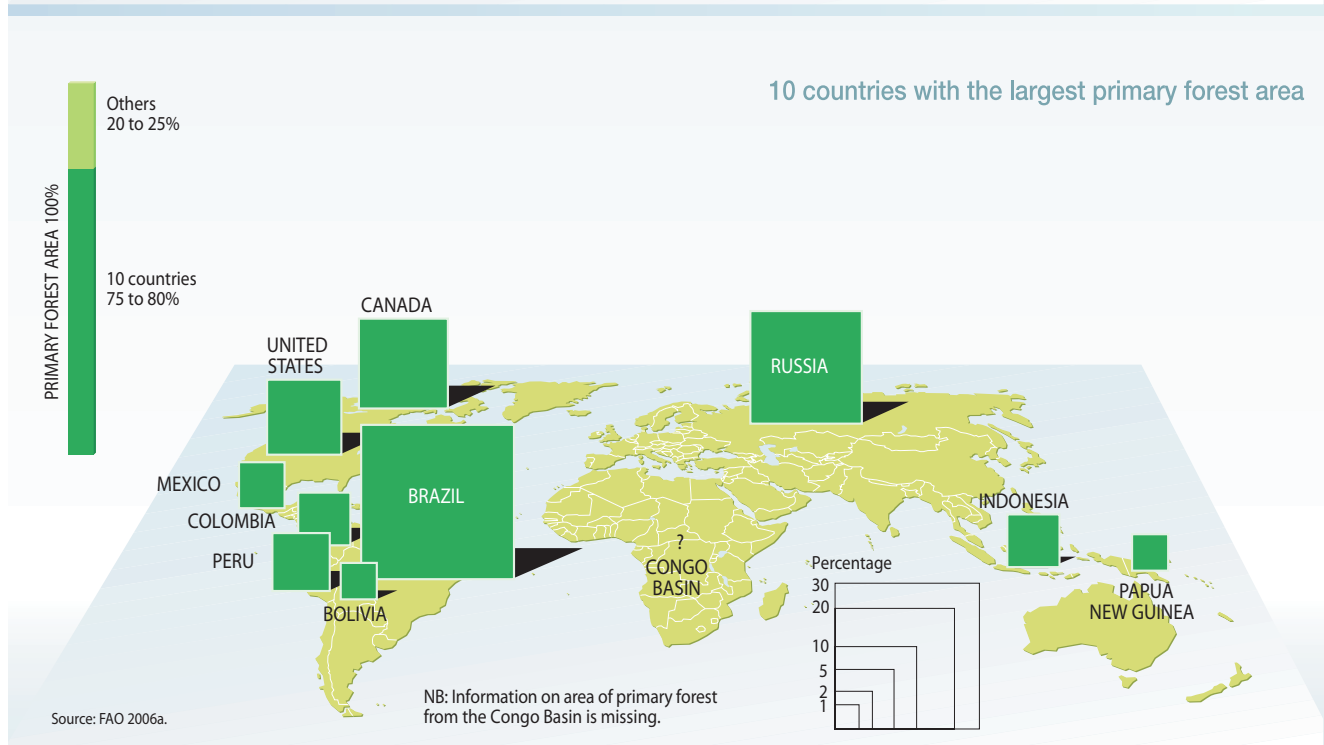 10 countries with the largest primary forest area
PRIMARY FOREST AREA 100%
Others
20 to 25%
10 countries
75 to 80%
CANADA
UNITED
STATES
RUSSIA
MEXICO
BRAZIL
COLOMBIA
PERU
BOLIVIA
INDONESIA
?
CONGO
BASIN
PAPUA
NEW GUINEA
Percentage
30
20
10
5
2
1
NB: Information on area of primary forest
from the Congo Basin is missing.
Source: FAO 2006a.